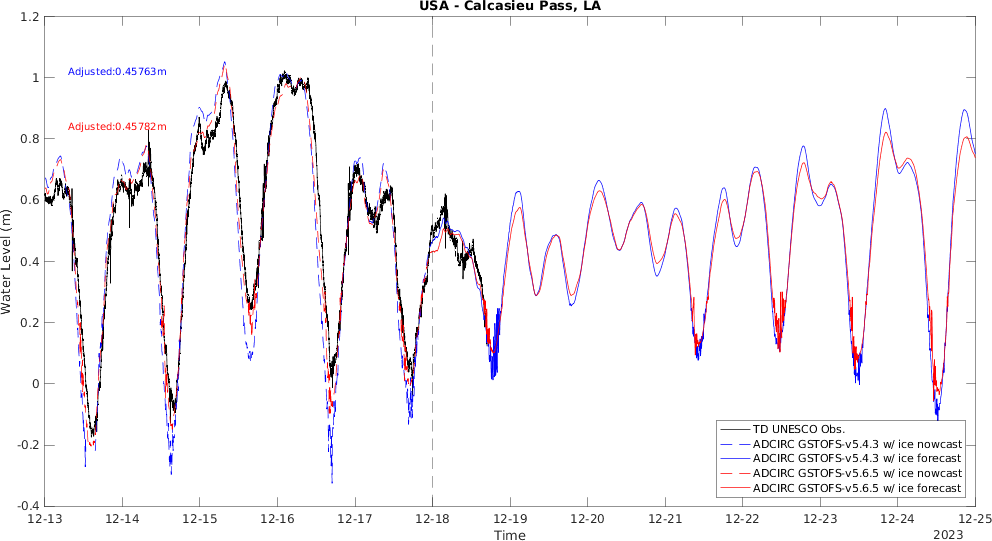 USA - Calcasieu Pass, LA
1.2
1
0.8
0.6
0.4
0.2
0
-0.2
-0.4
Water Level (m)
Adjusted:0.45763m
Adjusted:0.45782m
TD UNESCO Obs.
ADCIRC GSTOFS-v5.4.3 w/ ice nowcast
ADCIRC GSTOFS-v5.4.3 w/ ice forecast
ADCIRC GSTOFS-v5.6.5 w/ ice nowcast
ADCIRC GSTOFS-v5.6.5 w/ ice forecast
12-13 12-14 12-15 12-16 12-17 12-18 12-19 12-20 12-21 12-22 12-23 12-24 12-25
Time
2023